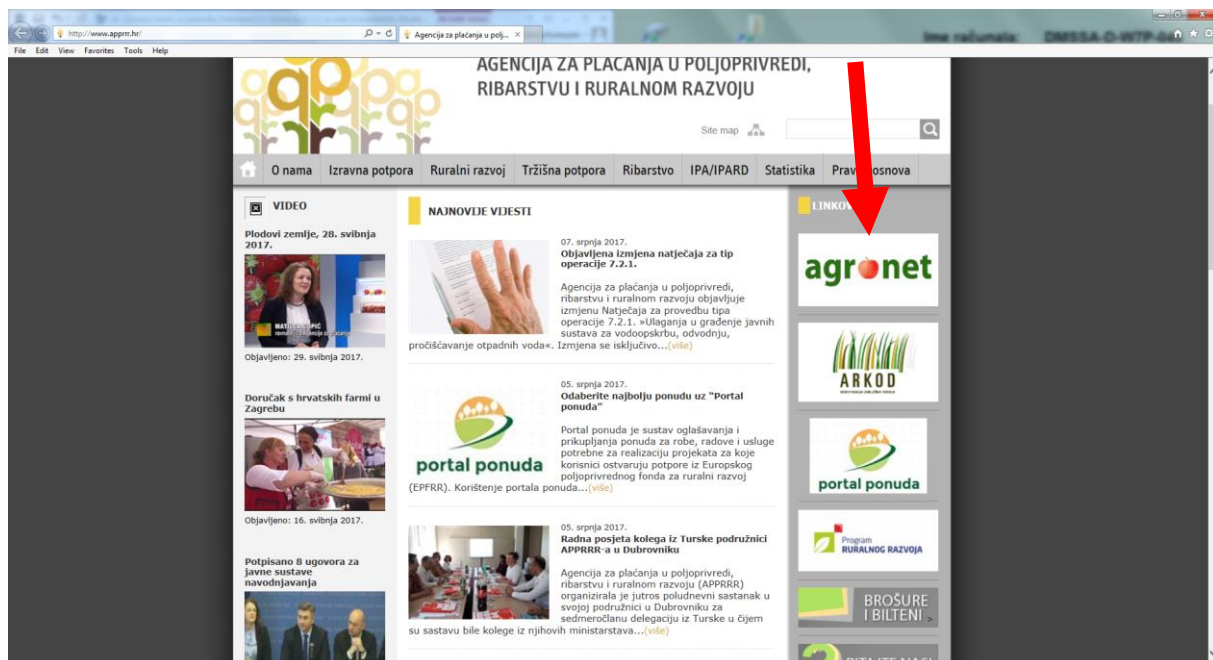 http://www.apprrr.hr/
Agencija za plaćanja u polj...
Ime računala: DMSSA-D-W7P-
File Edit View Favorites Tools Help
AGENCIJA ZA PLAĆANJA U POLJOPRIVREDI,
RIBARSTVU I RURALNOM RAZVOJU
Site map
O nama Izravna potpora Ruralni razvoj Tržišna potpora Ribarstvo IPA/IPARD Statistika
VIDEO
Plodovi zemlje, 28. svibnja
2017.
Objavljeno: 29. svibnja 2017.
Doručak s hrvatskih farmi u
Zagrebu
Objavljeno: 16. svibnja 2017.
Potpisano 8 ugovora za
javne sustave
navodnjavanja
NAJNOVIJE VIJESTI
07. srpnja 2017.
Objavljena izmjena natječaja za tip
operacije 7.2.1.
Agencija za plaćanja u poljoprivredi,
ribarstvu i ruralnom razvoju objavljuje
izmjenu Natječaja za provedbu tipa
operacije 7.2.1. »Ulaganja u građenje javnih
sustava za vodoopskrbu, odvodnju,
pročišćavanje otpadnih voda«. Izmjena se isključivo...(više)
portal ponuda
05. srpnja 2017.
Odaberite najbolju ponudu uz "Portal
ponuda"
Portal ponuda je sustav oglašavanja i
prikupljanja ponuda za robe, radove i usluge
potrebne za realizaciju projekata za koje
korisnici ostvaruju potpore iz Europskog
poljoprivrednog fonda za ruralni razvoj
(EPFRR). Korištenje portala ponuda...(više)
05. srpnja 2017.
Radna posjeta kolega iz Turske podružnici
APPRRR-a u Dubrovniku
Agencija za plaćanja u poljoprivredi,
ribarstvu i ruralnom razvoju (APPRRR)
organizirala je jutros poludnevni sastanak u
svojoj podružnici u Dubrovniku za
sedmeročlanu delegaciju iz Turske u čijem
su sastavu bile kolege iz njihovih ministarstava...(više)
agronet
ARKOD
portal ponuda
Program
RURALNOG RAZVOJA
BROŠURE
I BILTENI >